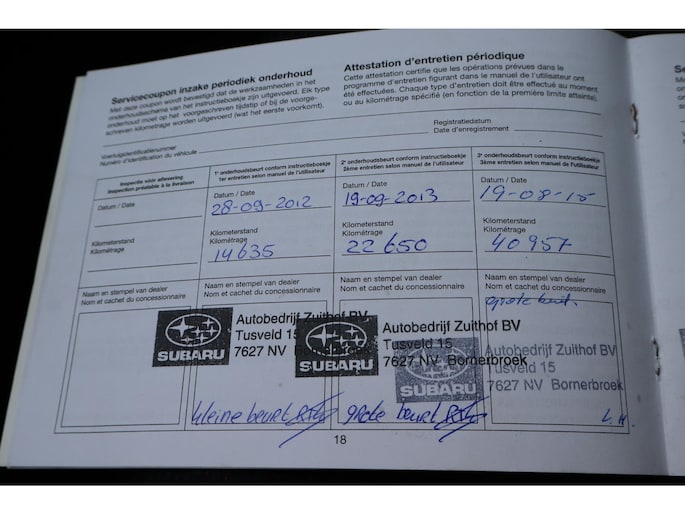 Servicecoupon inzake periodiek onderhoud
Met deze coupon wordt bevestigd dat de werkzaamheden in het
onderhoudsschema van het instructieboekje zijn uitgevoerd. Elk type
onderhoud moet op het voorgeschreven tijdstip of bij de voorge-
schreven kilometrage worden uitgevoerd (wat het eerste voorkomt).
Attestation d'entretien périodique
Cette attestation certifie que les opérations prévues dans le
programme d'entretien figurant dans le manuel de l'utilisateur ont
été effectuées. Chaque type d'entretien doit être effectué au moment
ou au kilométrage spécifié (en fonction de la première limite atteinte).
Registratiedatum
Date d'enregistrement
Voertuigidentificatienummer
Numéro d'identification du véhicule
Inspectie vóór aflevering
Inspection préalable à la livraison
Datum / Date
Kilometerstand
Kilométrage
Naam en stempel van dealer
Nom et cachet du concessionnaire
1e onderhoudsbeurt conform instructieboekje
1er entretien selon manuel de l'utilisateur
Datum / Date
28-09-2012
Kilometerstand
Kilométrage
14635
Naam en stempel van dealer
Nom et cachet du concessionnaire
SUBARU
Autobedrijf Zuithof BV
Tusveld 15
7627 NV Bornerbroek
kleine beurt
2e onderhoudsbeurt conform instructieboekje
2ème entretien selon manuel de l'utilisateur
Datum / Date
19-09-2013
Kilometerstand
Kilométrage
22650
Naam en stempel van dealer
Nom et cachet du concessionnaire
SUBARU
Autobedrijf Zuithof BV
Tusveld 15
7627 NV Bornerbroek
grote beurt
3e onderhoudsbeurt conform instructieboekje
3ème entretien selon manuel de l'utilisateur
Datum / Date
19-08-15
Kilometerstand
Kilométrage
40957
Naam en stempel van dealer
Nom et cachet du concessionnaire
grote beurt.
SUBARU
Autobedrijf Zuithof BV
Tusveld 15
7627 NV Bornerbroek
18